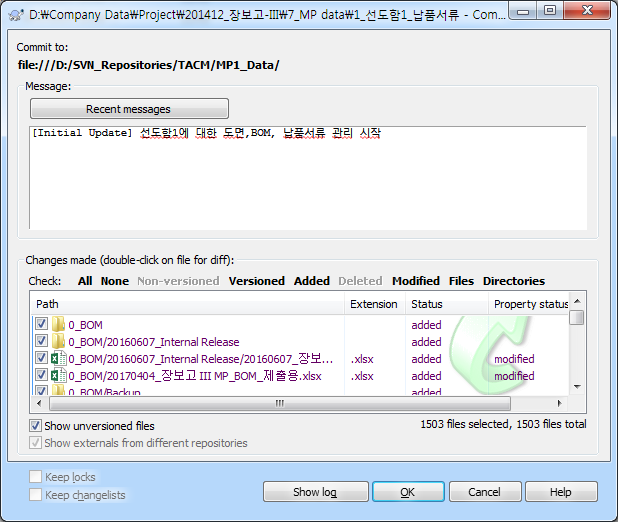 D:₩Company Data₩Project₩201412_장보고-III₩7_MP data₩1_선도함1_납품서류 - Com...
Commit to:
file:///D:/SVN_Repositories/TACM/MP1_Data/
Message:
Recent messages
[Initial Update] 선도함1에 대한 도면,BOM, 납품서류 관리 시작
Changes made (double-click on file for diff):
Check: All None Non-versioned Versioned Added Deleted Modified Files Directories
Path Extension Status Property status
0_BOM added
0_BOM/20160607_Internal Release added
0_BOM/20160607_Internal Release/20160607_장보... .xlsx added modified
0_BOM/20170404_장보고 III MP_BOM_제출용.xlsx .xlsx added modified
0_BOM/Backup added
Show unversioned files 1503 files selected, 1503 files total
Show externals from different repositories
Keep locks
Keep changelists
Show log OK Cancel Help